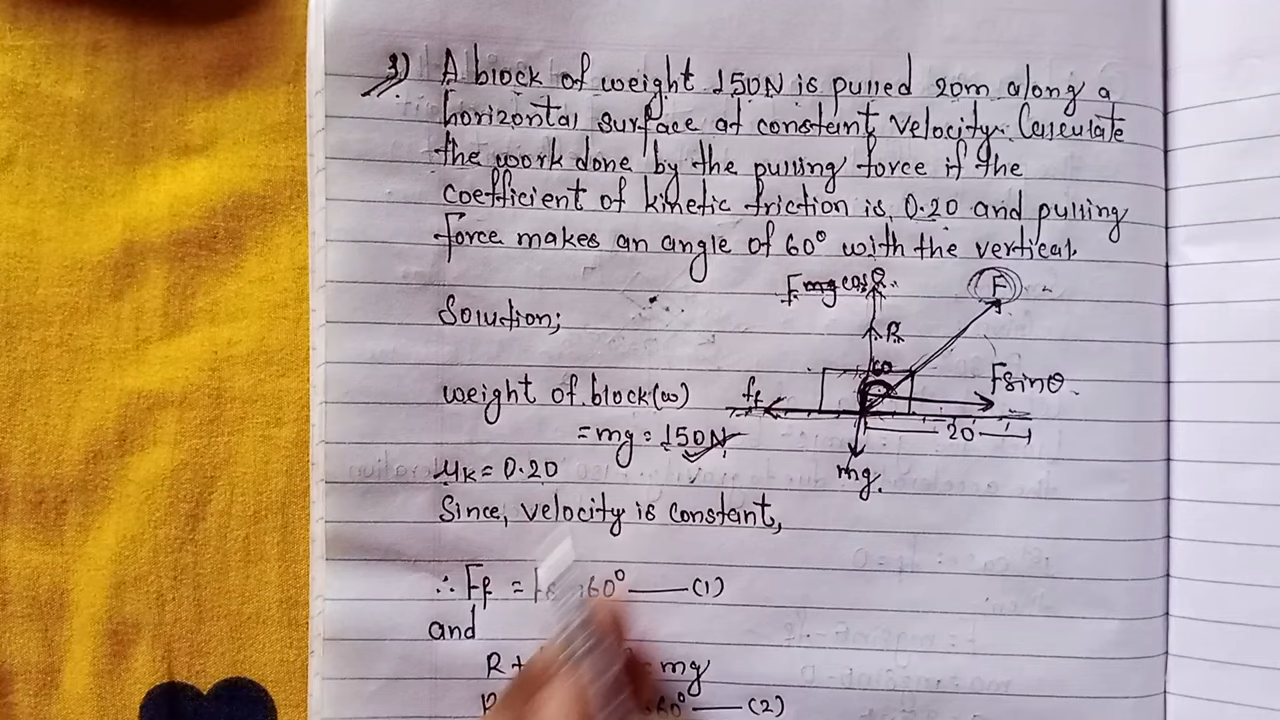 3) A block of weight 150N is pulled 20m along a
horizontal surface at constant velocity. Calculate
the work done by the pulling force if the
coefficient of kinetic friction is 0.20 and pulling
force makes an angle of 60° with the vertical.
Solution;
F cosθ
F
R
60
Fsinθ.
ff
20
mg.
weight of block(w)
= mg = 150N
μK = 0.20
Since, velocity is constant,
∴ Ff = 60° —— (1)
and
R + = mg
60° —— (2)